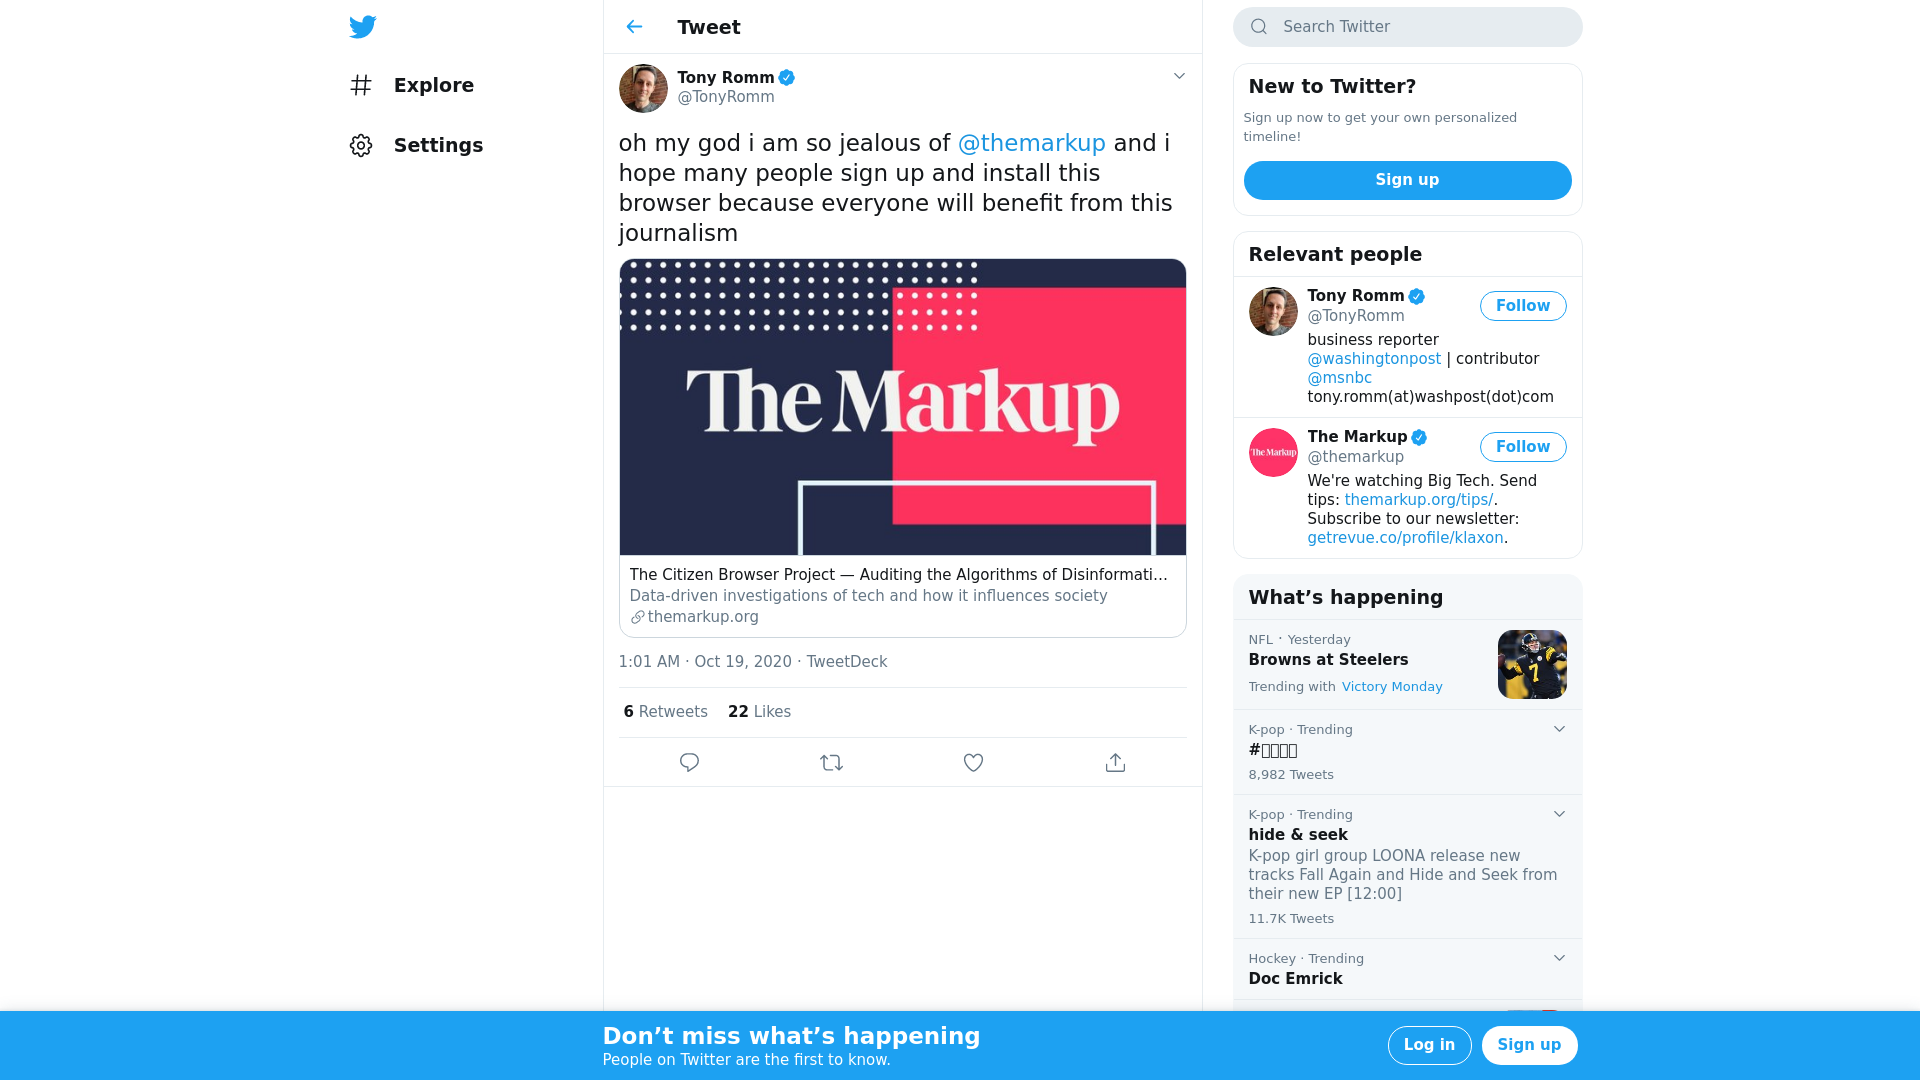 Explore
Settings
Tweet
Tony Romm
@TonyRomm
oh my god i am so jealous of @themarkup and i
hope many people sign up and install this
browser because everyone will benefit from this
journalism
The Markup
The Citizen Browser Project — Auditing the Algorithms of Disinformati...
Data-driven investigations of tech and how it influences society
themarkup.org
1:01 AM · Oct 19, 2020 · TweetDeck
6 Retweets 22 Likes
Search Twitter
New to Twitter?
Sign up now to get your own personalized
timeline!
Sign up
Relevant people
Tony Romm
@TonyRomm
Follow
business reporter
@washingtonpost | contributor
@msnbc
tony.romm(at)washpost(dot)com
The Markup
The Markup
@themarkup
Follow
We're watching Big Tech. Send
tips: themarkup.org/tips/.
Subscribe to our newsletter:
getrevue.co/profile/klaxon.
What's happening
NFL · Yesterday
Browns at Steelers
Trending with Victory Monday
7
K-pop · Trending
#
8,982 Tweets
K-pop · Trending
hide & seek
K-pop girl group LOONA release new
tracks Fall Again and Hide and Seek from
their new EP [12:00]
11.7K Tweets
Hockey · Trending
Doc Emrick
Don't miss what's happening
People on Twitter are the first to know.
Log in
Sign up